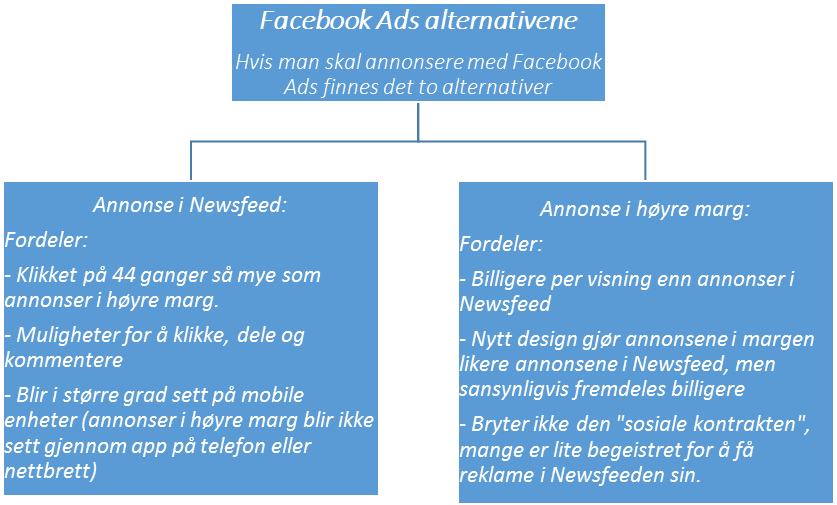 Facebook Ads alternativene
Hvis man skal annonsere med Facebook
Ads finnes det to alternativer
Annonse i Newsfeed:
Fordeler:
- Klikket på 44 ganger så mye som
annonser i høyre marg.
- Muligheter for å klikke, dele og
kommentere
- Blir i større grad sett på mobile
enheter (annonser i høyre marg blir ikke
sett gjennom app på telefon eller
nettbrett)
Annonse i høyre marg:
Fordeler:
- Billigere per visning enn annonser i
Newsfeed
- Nytt design gjør annonsene i margen
likere annonsene i Newsfeed, men
sansynligvis fremdeles billigere
- Bryter ikke den "sosiale kontrakten",
mange er lite begeistret for å få
reklame i Newsfeeden sin.